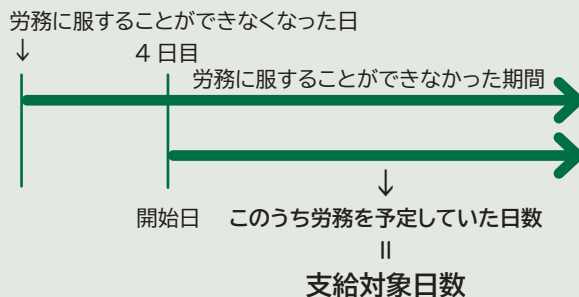 労務に服することができなくなった日
↓
4 日目
労務に服することができなかった期間
↓
開始日
このうち労務を予定していた日数
=
支給対象日数